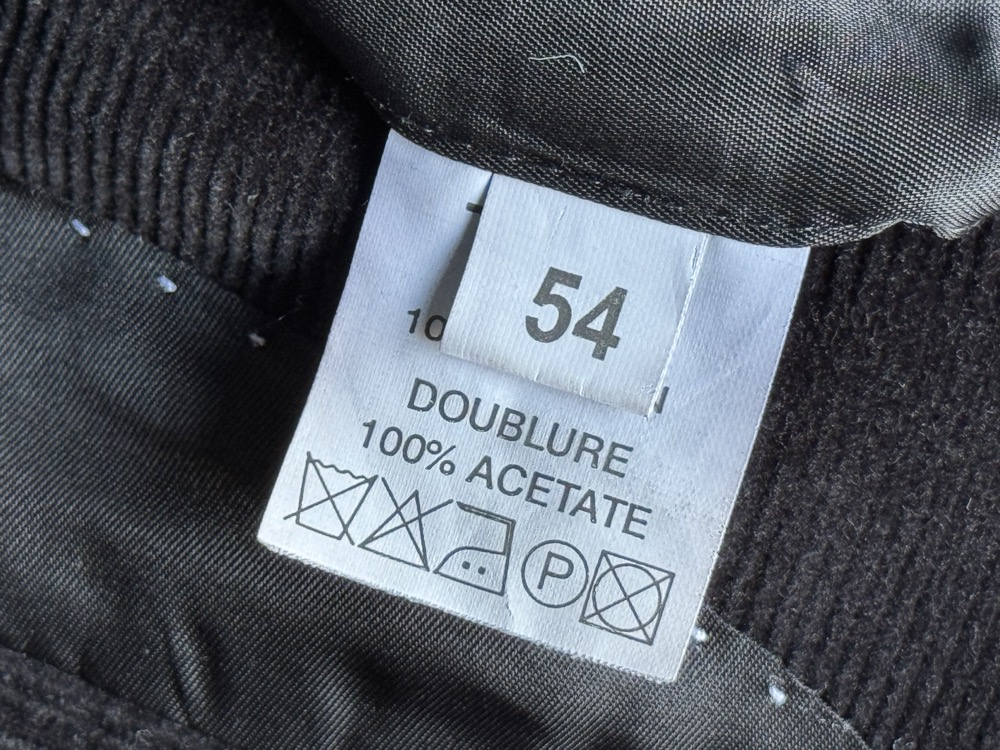 54
DOUBLURE
100% ACETATE
P